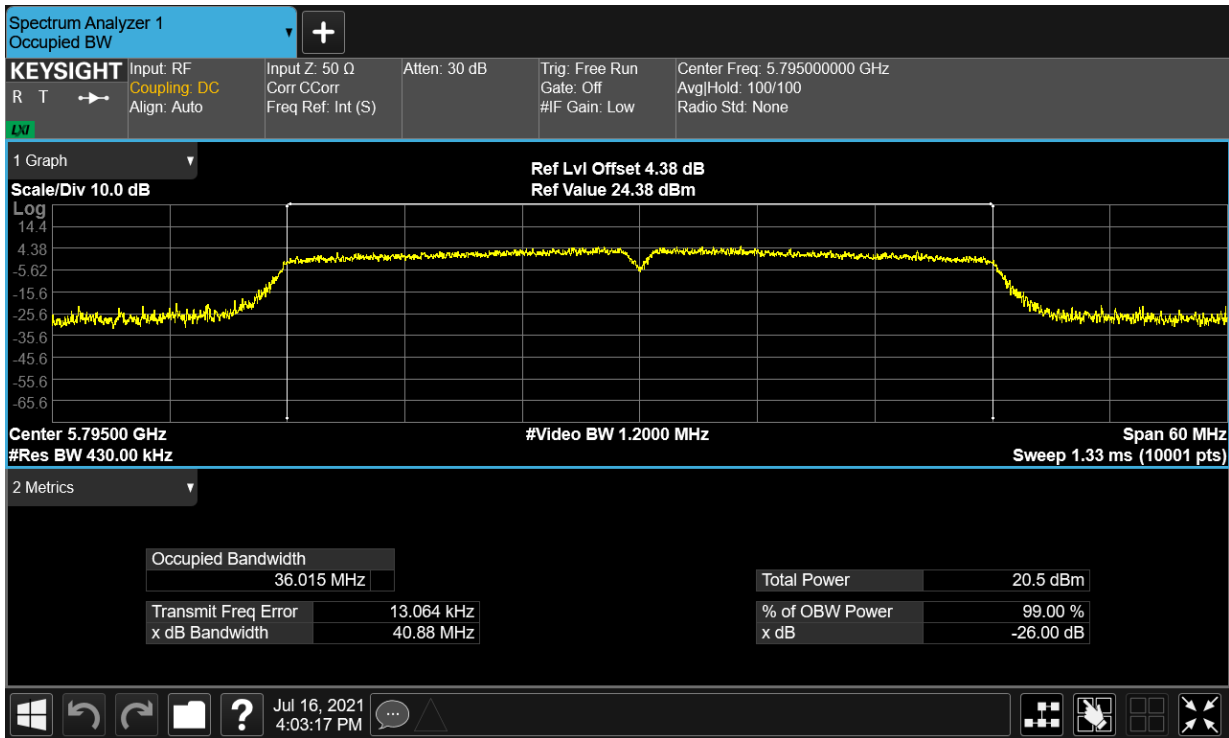 Spectrum Analyzer 1
Occupied BW
+
KEYSIGHT
R T
LXI
Input: RF
Coupling: DC
Align: Auto
Input Z: 50 Ω
Corr CCorr
Freq Ref: Int (S)
Atten: 30 dB
Trig: Free Run
Gate: Off
#IF Gain: Low
Center Freq: 5.795000000 GHz
Avg|Hold: 100/100
Radio Std: None
1 Graph
Scale/Div 10.0 dB
Ref Lvl Offset 4.38 dB
Ref Value 24.38 dBm
Log
14.4
4.38
-5.62
-15.6
-25.6
-35.6
-45.6
-55.6
-65.6
Center 5.79500 GHz
#Video BW 1.2000 MHz
Span 60 MHz
#Res BW 430.00 kHz
Sweep 1.33 ms (10001 pts)
2 Metrics
Occupied Bandwidth
36.015 MHz
Total Power 20.5 dBm
Transmit Freq Error 13.064 kHz
% of OBW Power 99.00 %
x dB Bandwidth 40.88 MHz
x dB -26.00 dB
?
Jul 16, 2021
4:03:17 PM